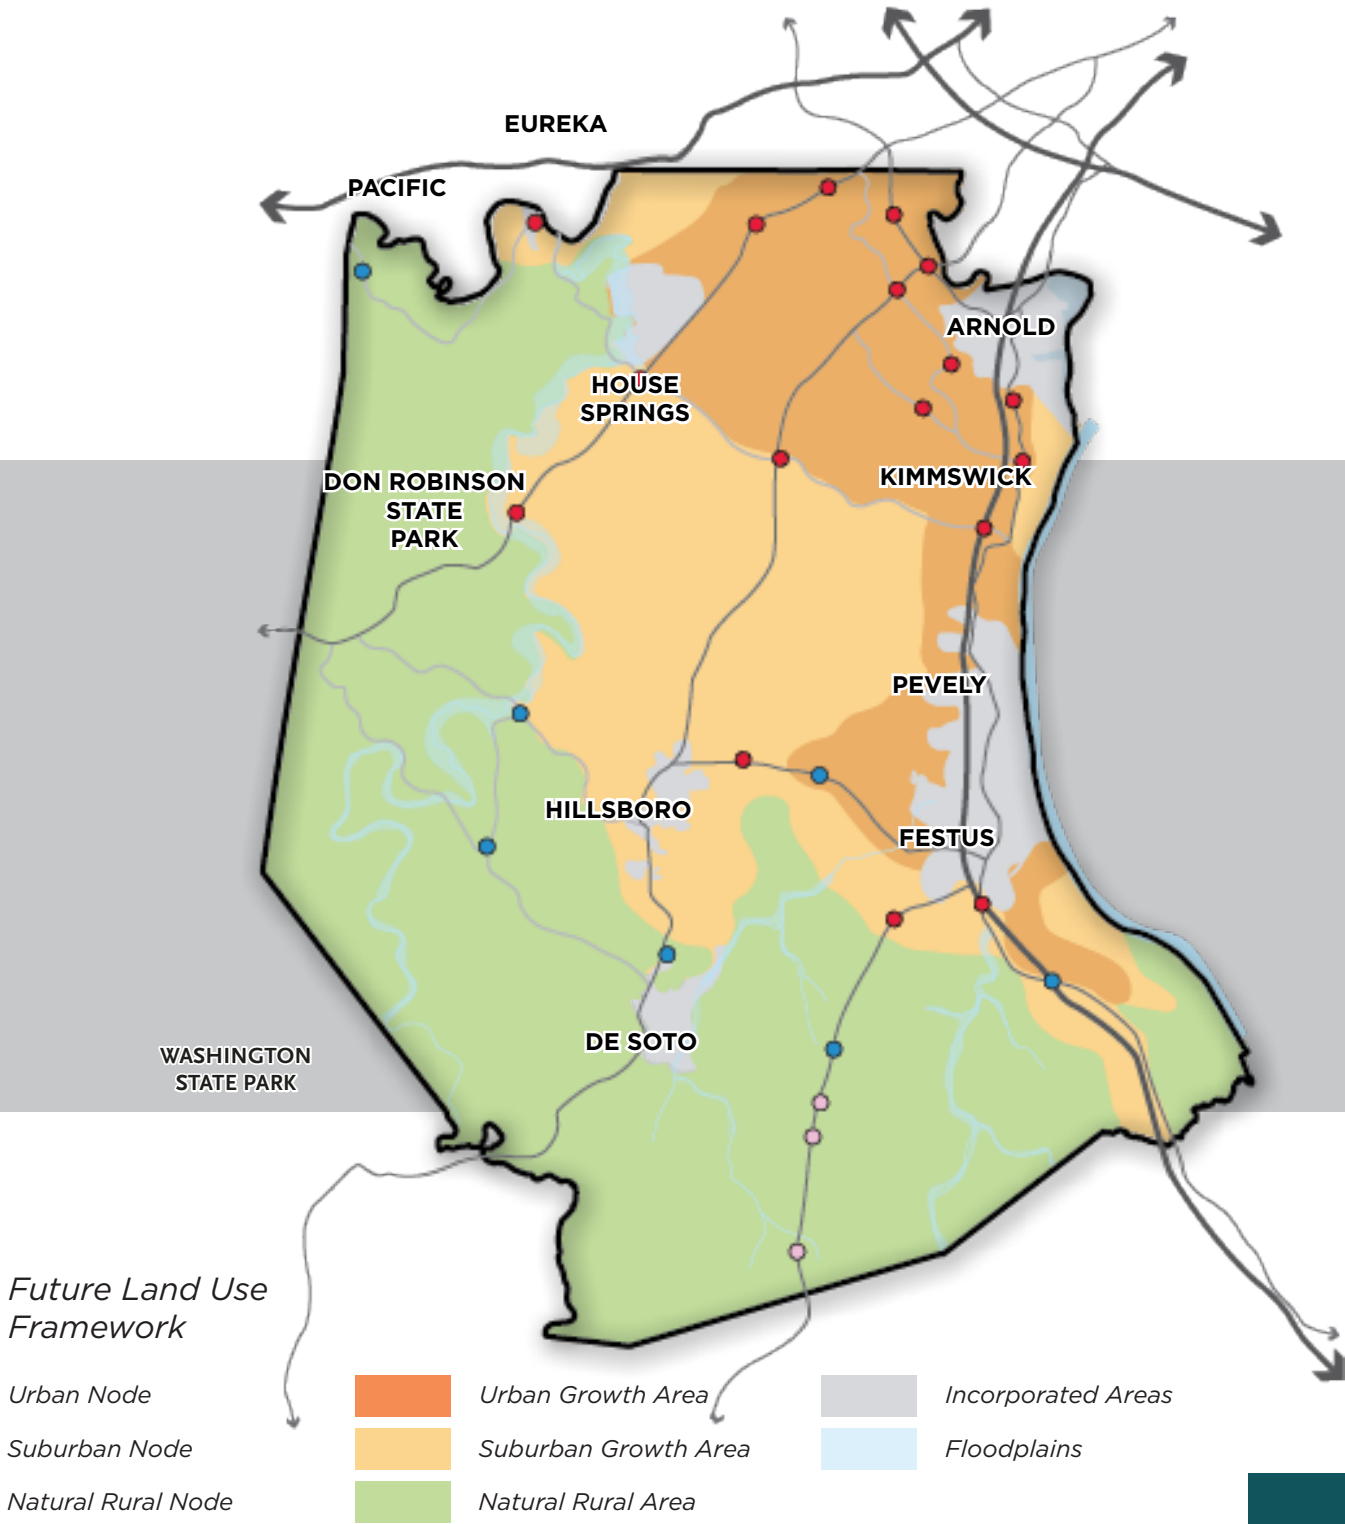 EUREKA
PACIFIC
ARNOLD
HOUSE
SPRINGS
DON ROBINSON
STATE
PARK
KIMMSWICK
PEVELY
HILLSBORO
FESTUS
DE SOTO
WASHINGTON
STATE PARK
Future Land Use
Framework
Urban Node
Urban Growth Area
Incorporated Areas
Suburban Node
Suburban Growth Area
Floodplains
Natural Rural Node
Natural Rural Area